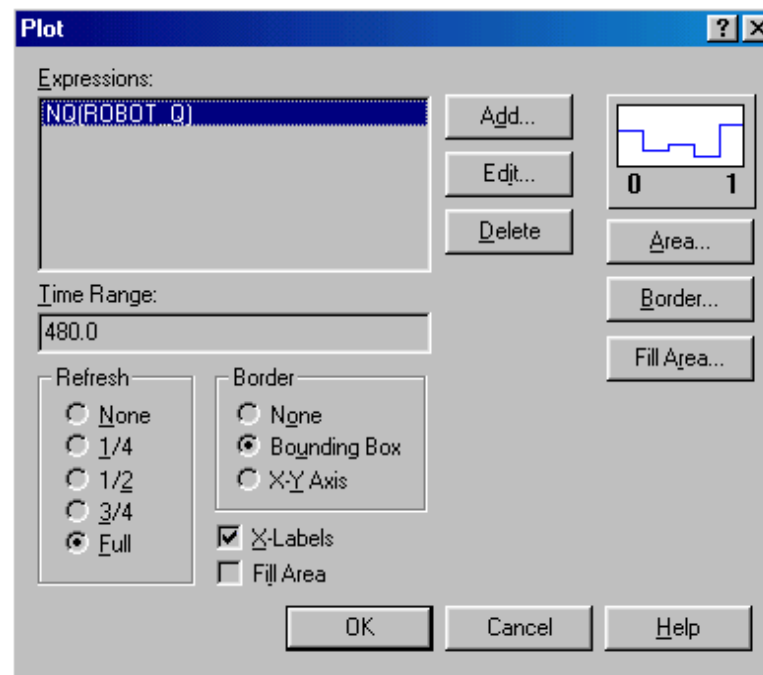 Plot
?
Expressions:
NQ(ROBOT_Q)
Add...
Edit...
Delete
0 1
Area...
Border...
Fill Area...
Time Range:
480.0
Refresh
None
1/4
1/2
3/4
Full
Border
None
Bounding Box
X-Y Axis
X-Labels
Fill Area
OK
Cancel
Help